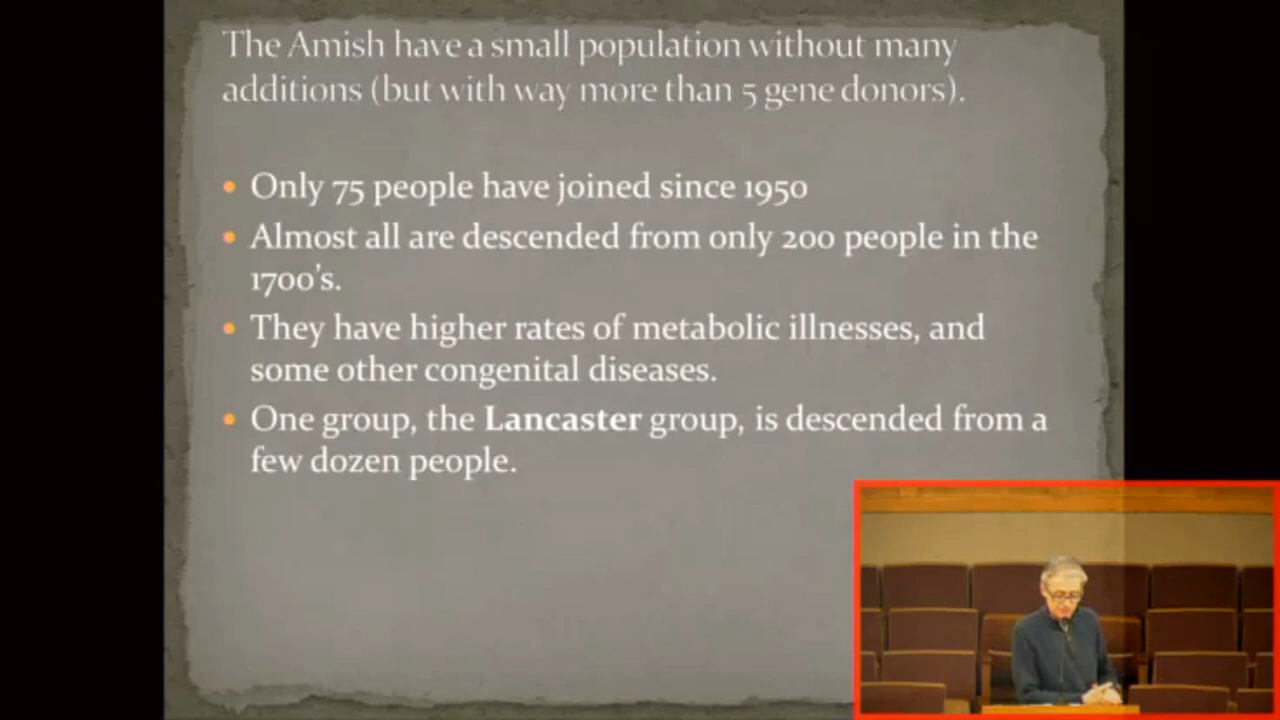 The Amish have a small population without many
additions (but with way more than 5 gene donors).
• Only 75 people have joined since 1950
• Almost all are descended from only 200 people in the
1700's.
• They have higher rates of metabolic illnesses, and
some other congenital diseases.
• One group, the Lancaster group, is descended from a
few dozen people.